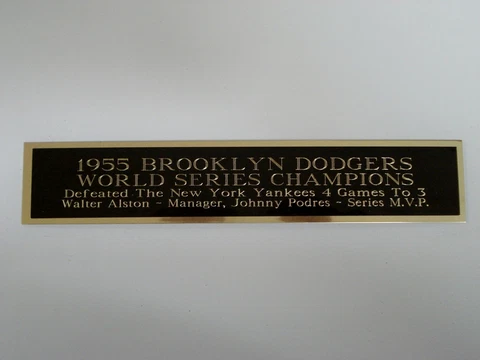 1955 BROOKLYN DODGERS
WORLD SERIES CHAMPIONS
Defeated The New York Yankees 4 Games To 3
Walter Alston - Manager, Johnny Podres - Series M.V.P.